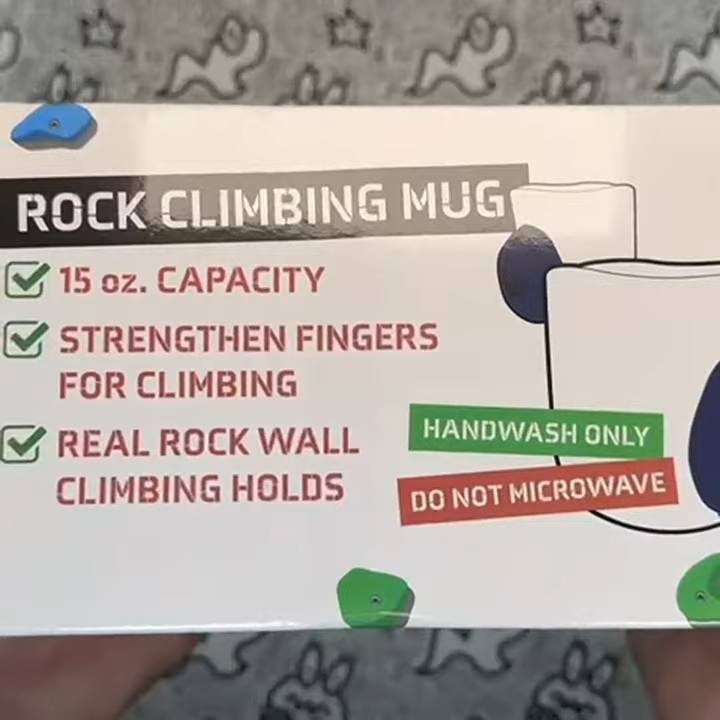 ROCK CLIMBING MUG
15 oz. CAPACITY
STRENGTHEN FINGERS
FOR CLIMBING
REAL ROCK WALL
CLIMBING HOLDS
HANDWASH ONLY
DO NOT MICROWAVE